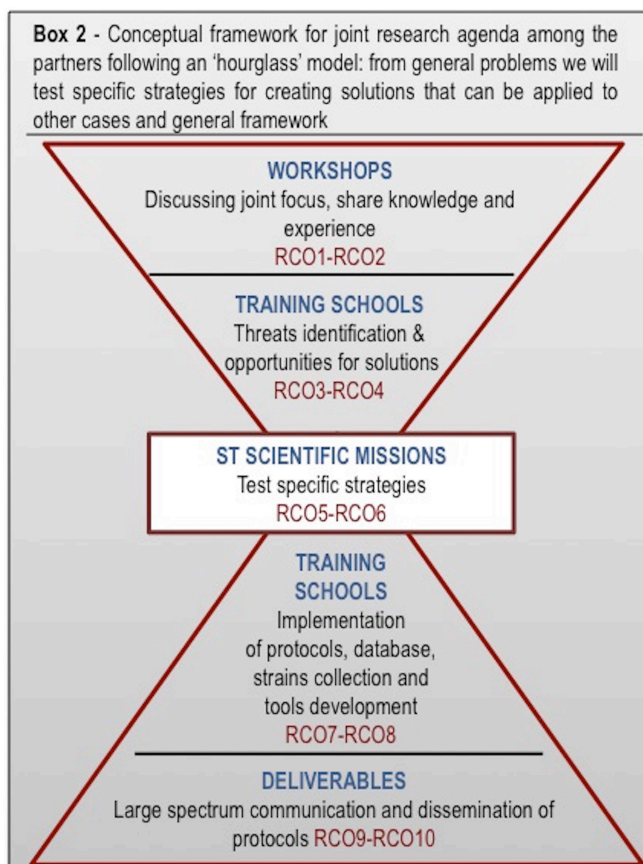 Box 2 - Conceptual framework for joint research agenda among the
partners following an ‘hourglass’ model: from general problems we will
test specific strategies for creating solutions that can be applied to
other cases and general framework
WORKSHOPS
Discussing joint focus, share knowledge and
experience
RCO1-RCO2
TRAINING SCHOOLS
Threats identification &
opportunities for solutions
RCO3-RCO4
ST SCIENTIFIC MISSIONS
Test specific strategies
RCO5-RCO6
TRAINING
SCHOOLS
Implementation
of protocols, database,
strains collection and
tools development
RCO7-RCO8
DELIVERABLES
Large spectrum communication and dissemination of
protocols RCO9-RCO10